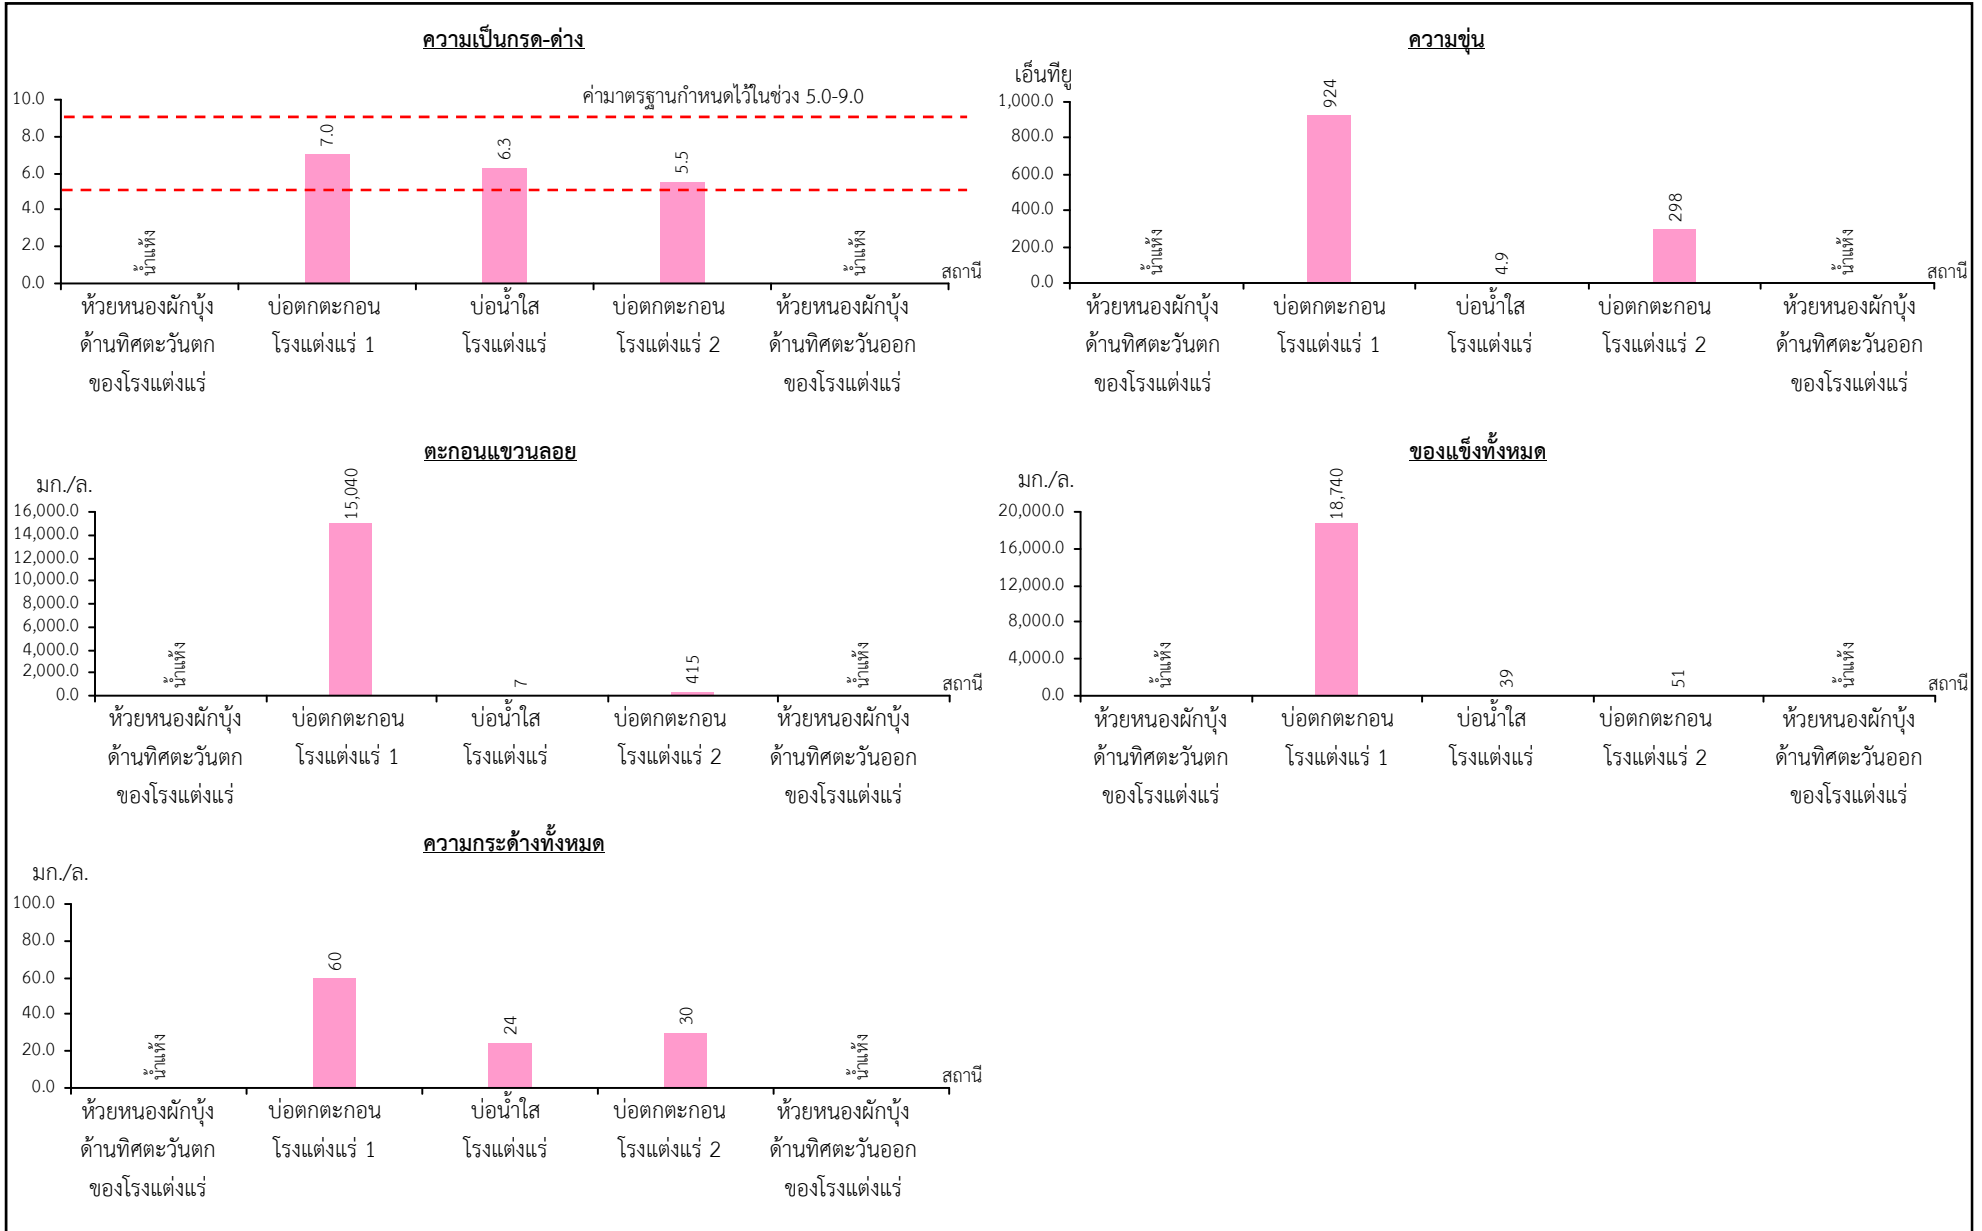 ความเป็นกรด-ด่าง
ค่ามาตรฐานกำหนดไว้ในช่วง 5.0-9.0
10.0
8.0
6.0
4.0
2.0
0.0
น้ำแห้ง
7.0
6.3
5.5
น้ำแห้ง
สถานี
ห้วยหนองผักบุ้ง บ่อตกตะกอน บ่อน้ำใส บ่อตกตะกอน ห้วยหนองผักบุ้ง
ด้านทิศตะวันตก โรงแต่งแร่ 1 โรงแต่งแร่ โรงแต่งแร่ 2 ด้านทิศตะวันออก
ของโรงแต่งแร่ ของโรงแต่งแร่
ความขุ่น
เอ็นทียู
1,000.0
800.0
600.0
400.0
200.0
0.0
น้ำแห้ง
924
4.9
298
น้ำแห้ง
สถานี
ห้วยหนองผักบุ้ง บ่อตกตะกอน บ่อน้ำใส บ่อตกตะกอน ห้วยหนองผักบุ้ง
ด้านทิศตะวันตก โรงแต่งแร่ 1 โรงแต่งแร่ โรงแต่งแร่ 2 ด้านทิศตะวันออก
ของโรงแต่งแร่ ของโรงแต่งแร่
ตะกอนแขวนลอย
มก./ล.
16,000.0
14,000.0
12,000.0
10,000.0
8,000.0
6,000.0
4,000.0
2,000.0
0.0
น้ำแห้ง
15,040
7
415
น้ำแห้ง
สถานี
ห้วยหนองผักบุ้ง บ่อตกตะกอน บ่อน้ำใส บ่อตกตะกอน ห้วยหนองผักบุ้ง
ด้านทิศตะวันตก โรงแต่งแร่ 1 โรงแต่งแร่ โรงแต่งแร่ 2 ด้านทิศตะวันออก
ของโรงแต่งแร่ ของโรงแต่งแร่
ของแข็งทั้งหมด
มก./ล.
20,000.0
16,000.0
12,000.0
8,000.0
4,000.0
0.0
น้ำแห้ง
18,740
39
51
น้ำแห้ง
สถานี
ห้วยหนองผักบุ้ง บ่อตกตะกอน บ่อน้ำใส บ่อตกตะกอน ห้วยหนองผักบุ้ง
ด้านทิศตะวันตก โรงแต่งแร่ 1 โรงแต่งแร่ โรงแต่งแร่ 2 ด้านทิศตะวันออก
ของโรงแต่งแร่ ของโรงแต่งแร่
ความกระด้างทั้งหมด
มก./ล.
100.0
80.0
60.0
40.0
20.0
0.0
น้ำแห้ง
60
24
30
น้ำแห้ง
สถานี
ห้วยหนองผักบุ้ง บ่อตกตะกอน บ่อน้ำใส บ่อตกตะกอน ห้วยหนองผักบุ้ง
ด้านทิศตะวันตก โรงแต่งแร่ 1 โรงแต่งแร่ โรงแต่งแร่ 2 ด้านทิศตะวันออก
ของโรงแต่งแร่ ของโรงแต่งแร่